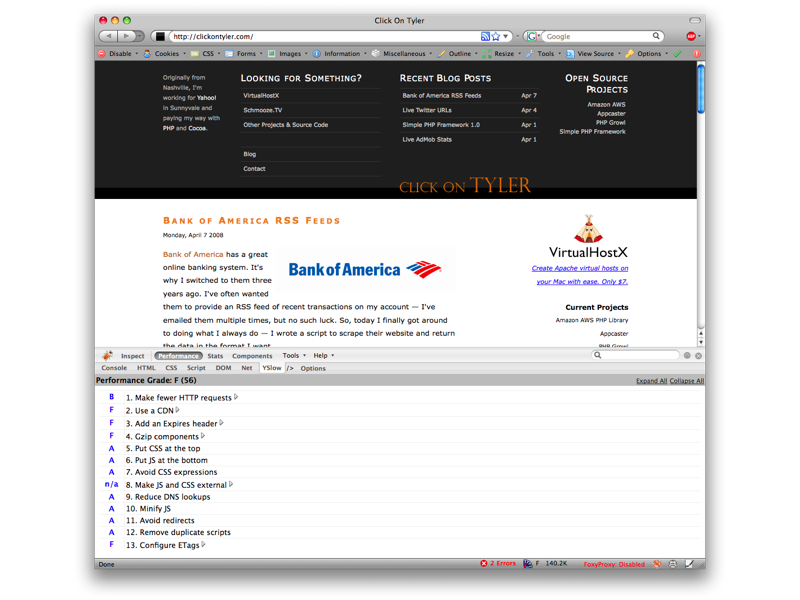 Click On Tyler
http://clickontyler.com/
Google
Disable Cookies CSS Forms Images Information Miscellaneous Outline Resize Tools View Source Options
Originally from
Nashville, I'm
working for Yahoo!
in Sunnyvale and
paying my way with
PHP and Cocoa.
Looking for Something?
VirtualHostX
Schmooze.TV
Other Projects & Source Code
Blog
Contact
Recent Blog Posts
Bank of America RSS Feeds Apr 7
Live Twitter URLs Apr 4
Simple PHP Framework 1.0 Apr 1
Live AdMob Stats Apr 1
Open Source
Projects
Amazon AWS
Appcaster
PHP Growl
Simple PHP Framework
CLICK ON TYLER
Bank of America RSS Feeds
Monday, April 7 2008
Bank of America has a great
online banking system. It's
why I switched to them three
years ago. I've often wanted
them to provide an RSS feed of recent transactions on my account — I've
emailed them multiple times, but no such luck. So, today I finally got around
to doing what I always do — I wrote a script to scrape their website and return
the data in the format I want.
Bank of America
VirtualHostX
Create Apache virtual hosts on
your Mac with ease. Only $7.
Current Projects
Amazon AWS PHP Library
Appcaster
PHP Growl
Inspect Performance Stats Components Tools Help
Console HTML CSS Script DOM Net YSlow /> Options
Performance Grade: F (56) Expand All Collapse All
B 1. Make fewer HTTP requests
F 2. Use a CDN
F 3. Add an Expires header
F 4. Gzip components
A 5. Put CSS at the top
A 6. Put JS at the bottom
A 7. Avoid CSS expressions
n/a 8. Make JS and CSS external
A 9. Reduce DNS lookups
A 10. Minify JS
A 11. Avoid redirects
A 12. Remove duplicate scripts
F 13. Configure ETags
Done 2 Errors F 140.2K FoxyProxy: Disabled